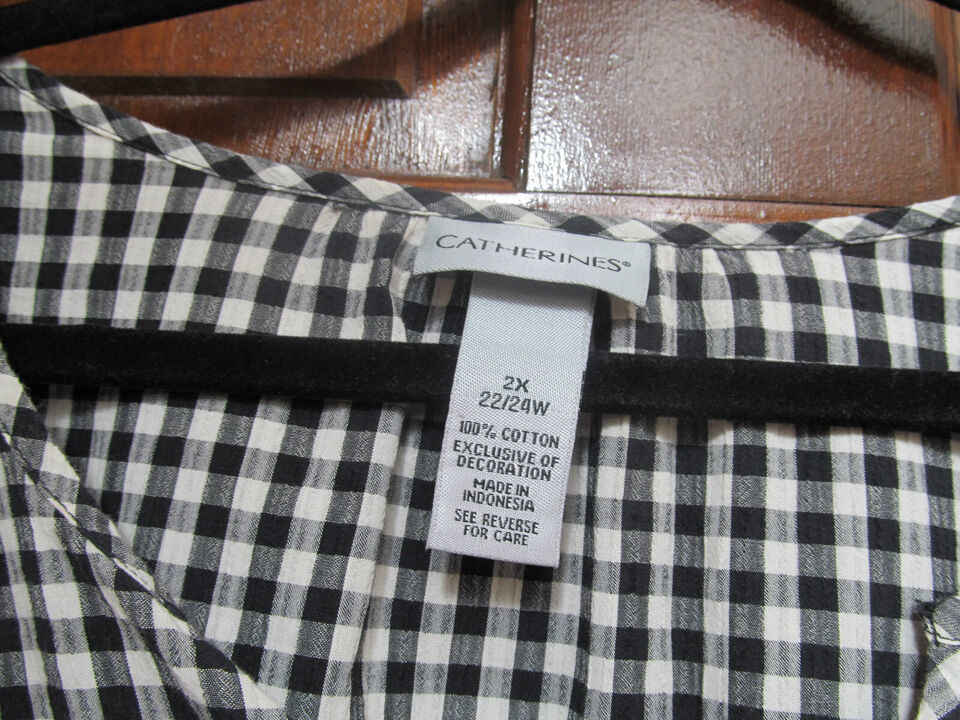 CATHERINES®
2X
22/24W
100% COTTON
EXCLUSIVE OF
DECORATION
MADE IN
INDONESIA
SEE REVERSE
FOR CARE